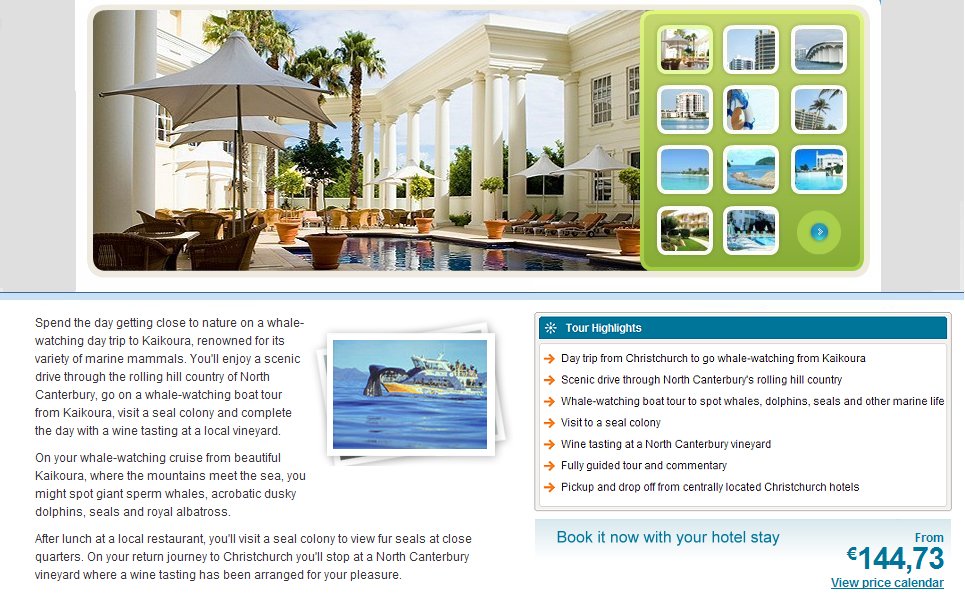 Spend the day getting close to nature on a whale-
watching day trip to Kaikoura, renowned for its
variety of marine mammals. You'll enjoy a scenic
drive through the rolling hill country of North
Canterbury, go on a whale-watching boat tour
from Kaikoura, visit a seal colony and complete
the day with a wine tasting at a local vineyard.
On your whale-watching cruise from beautiful
Kaikoura, where the mountains meet the sea, you
might spot giant sperm whales, acrobatic dusky
dolphins, seals and royal albatross.
After lunch at a local restaurant, you'll visit a seal colony to view fur seals at close
quarters. On your return journey to Christchurch you'll stop at a North Canterbury
vineyard where a wine tasting has been arranged for your pleasure.
Tour Highlights
Day trip from Christchurch to go whale-watching from Kaikoura
Scenic drive through North Canterbury's rolling hill country
Whale-watching boat tour to spot whales, dolphins, seals and other marine life
Visit to a seal colony
Wine tasting at a North Canterbury vineyard
Fully guided tour and commentary
Pickup and drop off from centrally located Christchurch hotels
Book it now with your hotel stay
From
€144,73
View price calendar